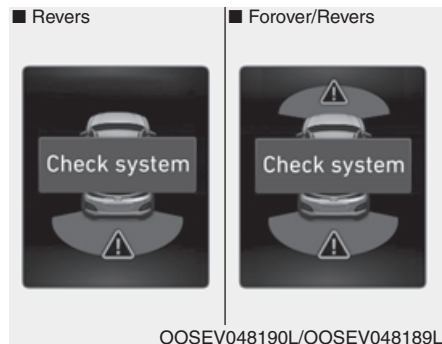 ■ Revers
■ Forover/Revers
Check system
Check system
OOSEV048190L/OOSEV048189L